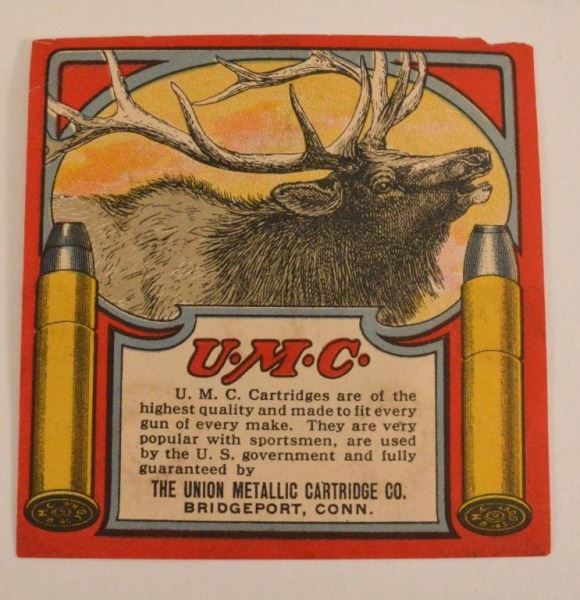 U·M·C·
U. M. C. Cartridges are of the
highest quality and made to fit every
gun of every make. They are very
popular with sportsmen, are used
by the U. S. government and fully
guaranteed by
THE UNION METALLIC CARTRIDGE CO.
BRIDGEPORT, CONN.